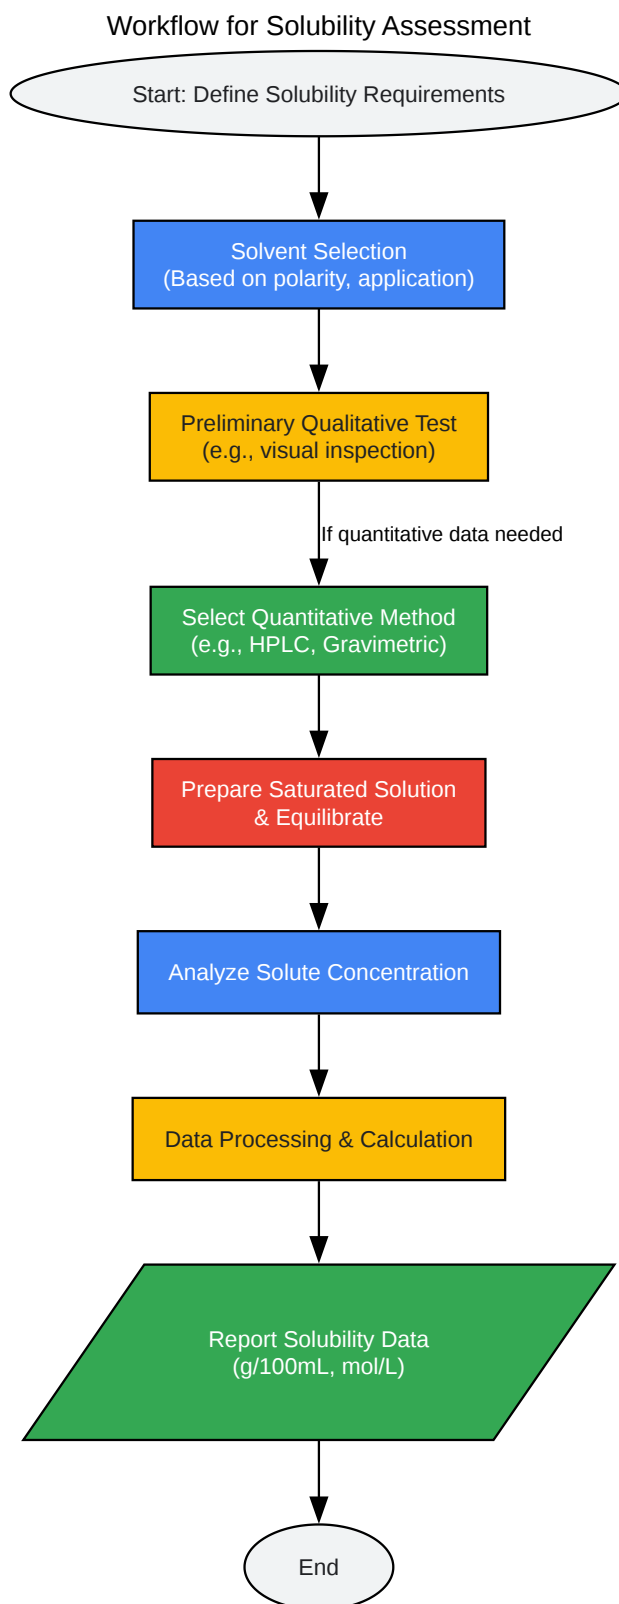 Workflow for Solubility Assessment
Start: Define Solubility Requirements
Solvent Selection
(Based on polarity, application)
Preliminary Qualitative Test
(e.g., visual inspection)
If quantitative data needed
Select Quantitative Method
(e.g., HPLC, Gravimetric)
Prepare Saturated Solution
& Equilibrate
Analyze Solute Concentration
Data Processing & Calculation
Report Solubility Data
(g/100mL, mol/L)
End